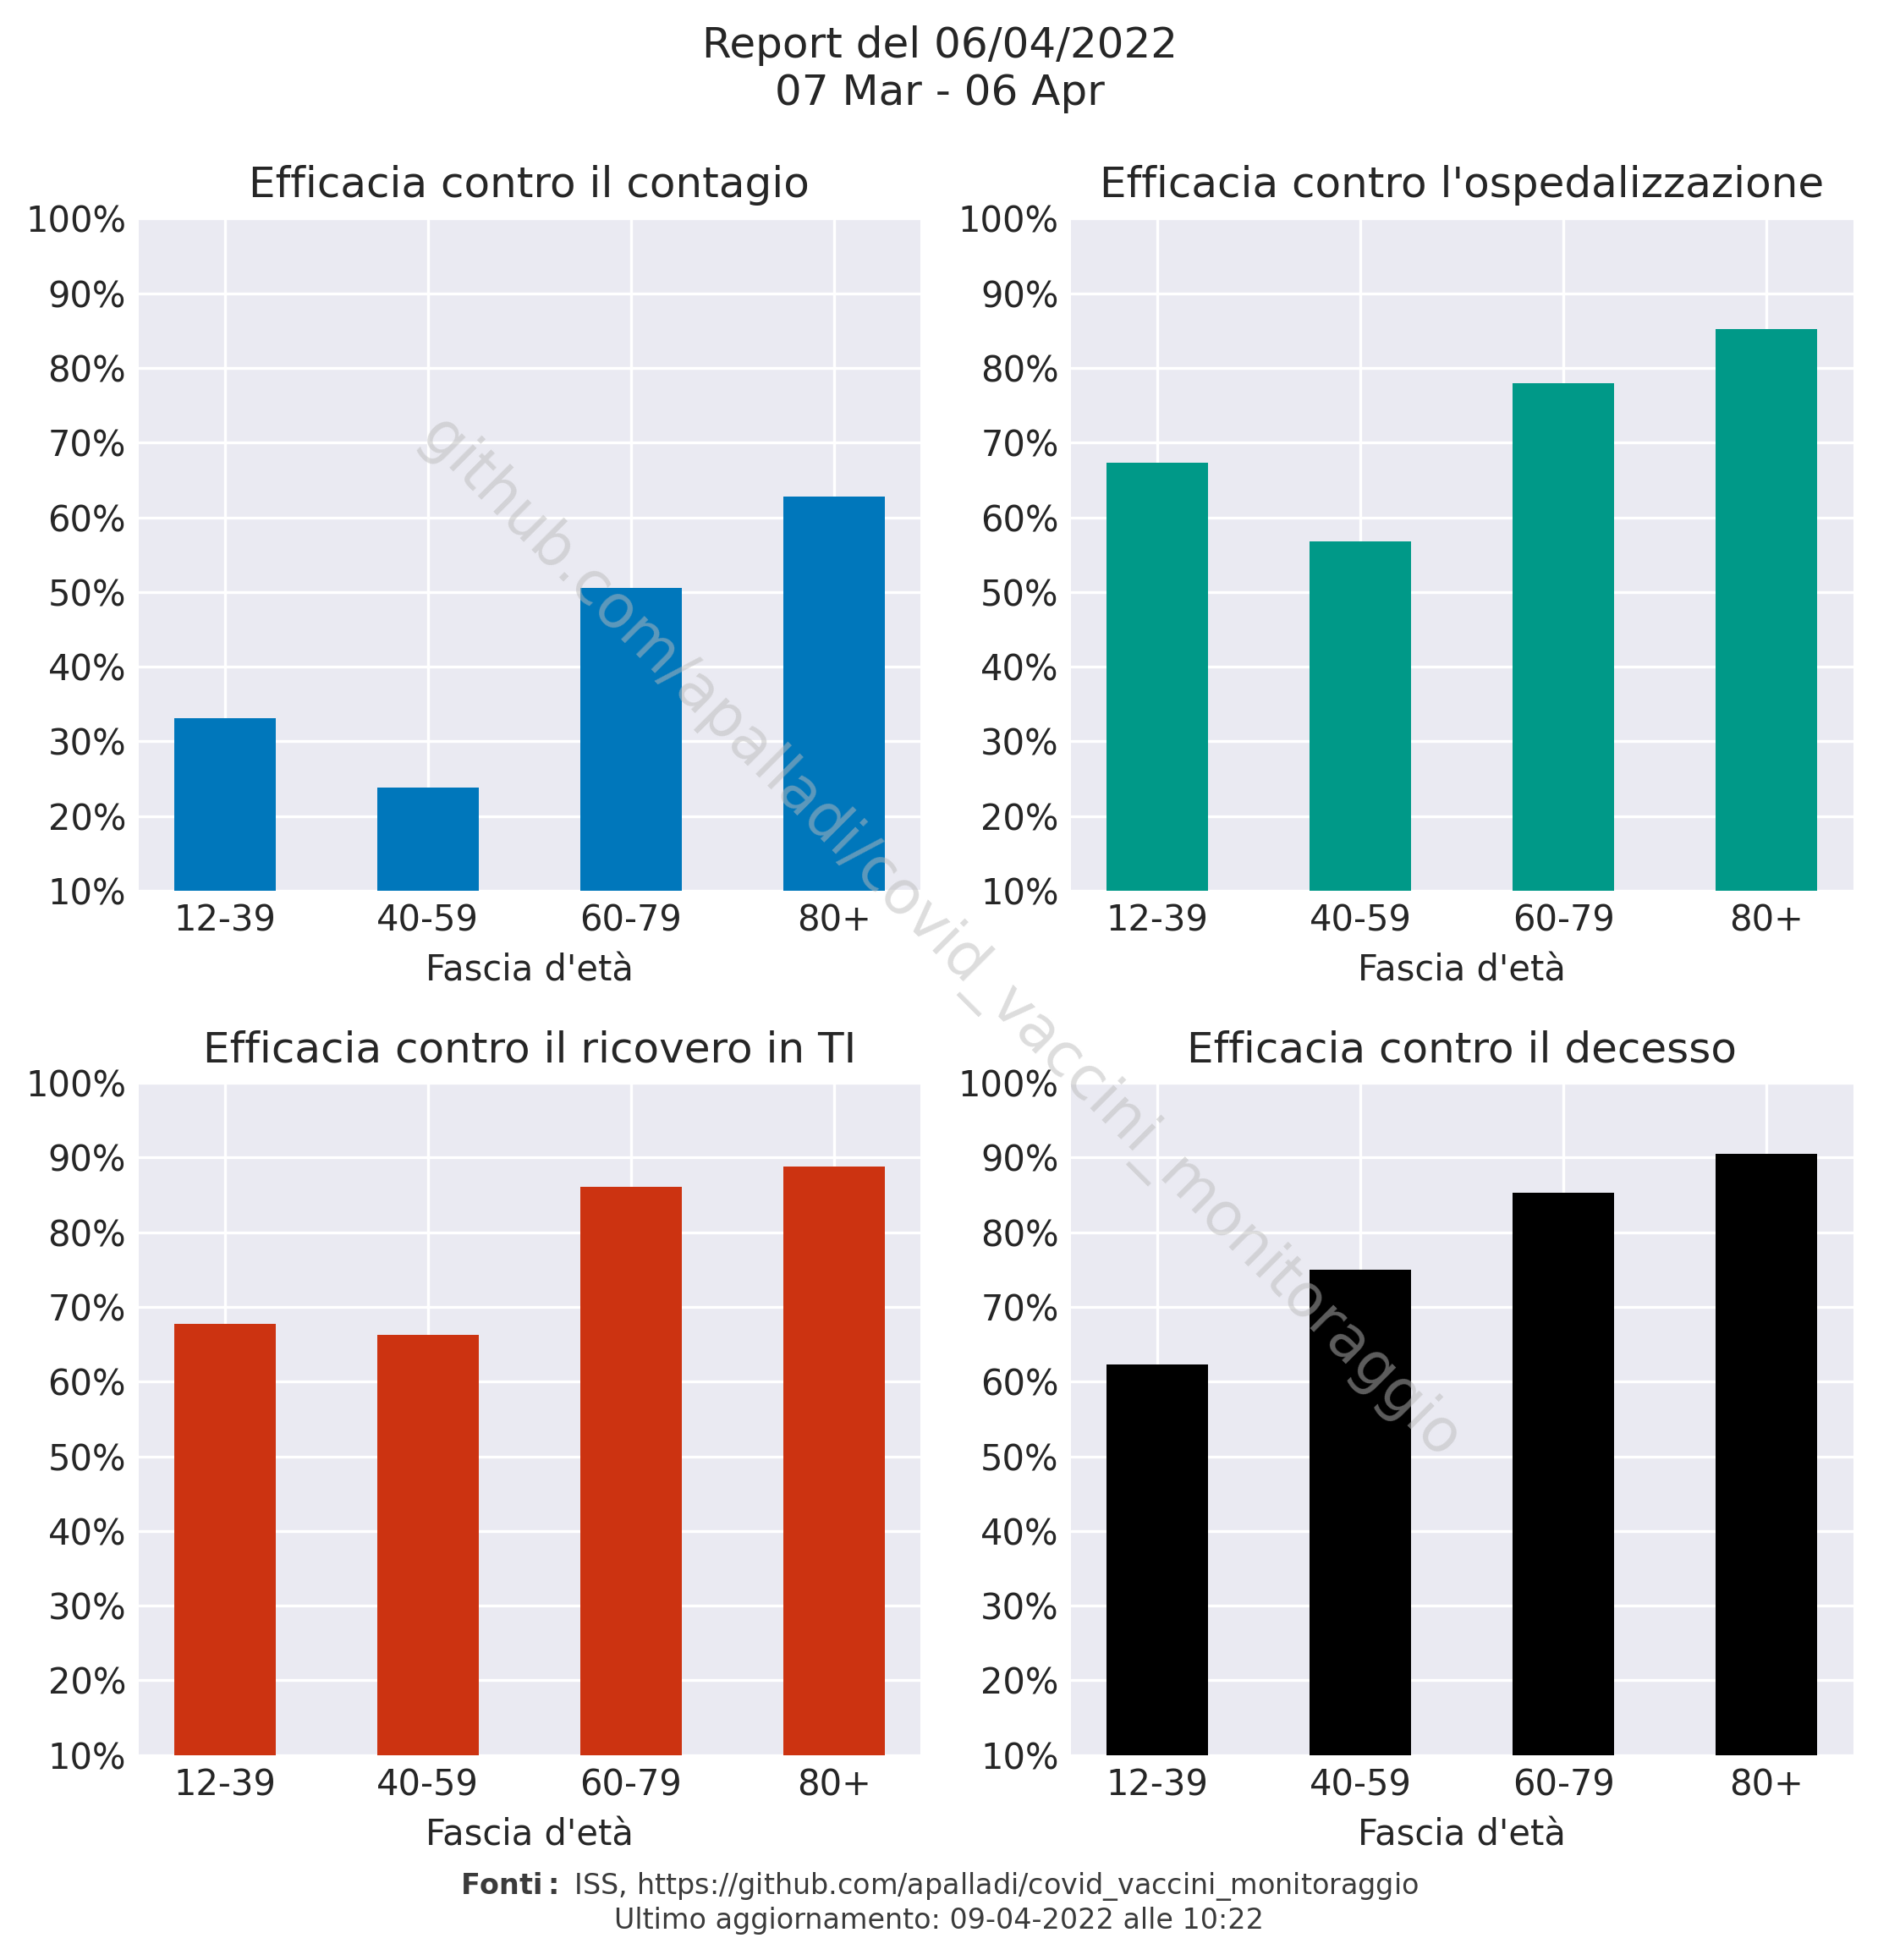 Report del 06/04/2022
07 Mar - 06 Apr
Efficacia contro il contagio
100%
90%
80%
70%
60%
50%
40%
30%
20%
10%
12-39 40-59 60-79 80+
Fascia d'età
Efficacia contro l'ospedalizzazione
100%
90%
80%
70%
60%
50%
40%
30%
20%
10%
12-39 40-59 60-79 80+
Fascia d'età
Efficacia contro il ricovero in TI
100%
90%
80%
70%
60%
50%
40%
30%
20%
10%
12-39 40-59 60-79 80+
Fascia d'età
Efficacia contro il decesso
100%
90%
80%
70%
60%
50%
40%
30%
20%
10%
12-39 40-59 60-79 80+
Fascia d'età
github.com/apalladi/covid_vaccini_monitoraggio
Fonti: ISS, https://github.com/apalladi/covid_vaccini_monitoraggio
Ultimo aggiornamento: 09-04-2022 alle 10:22